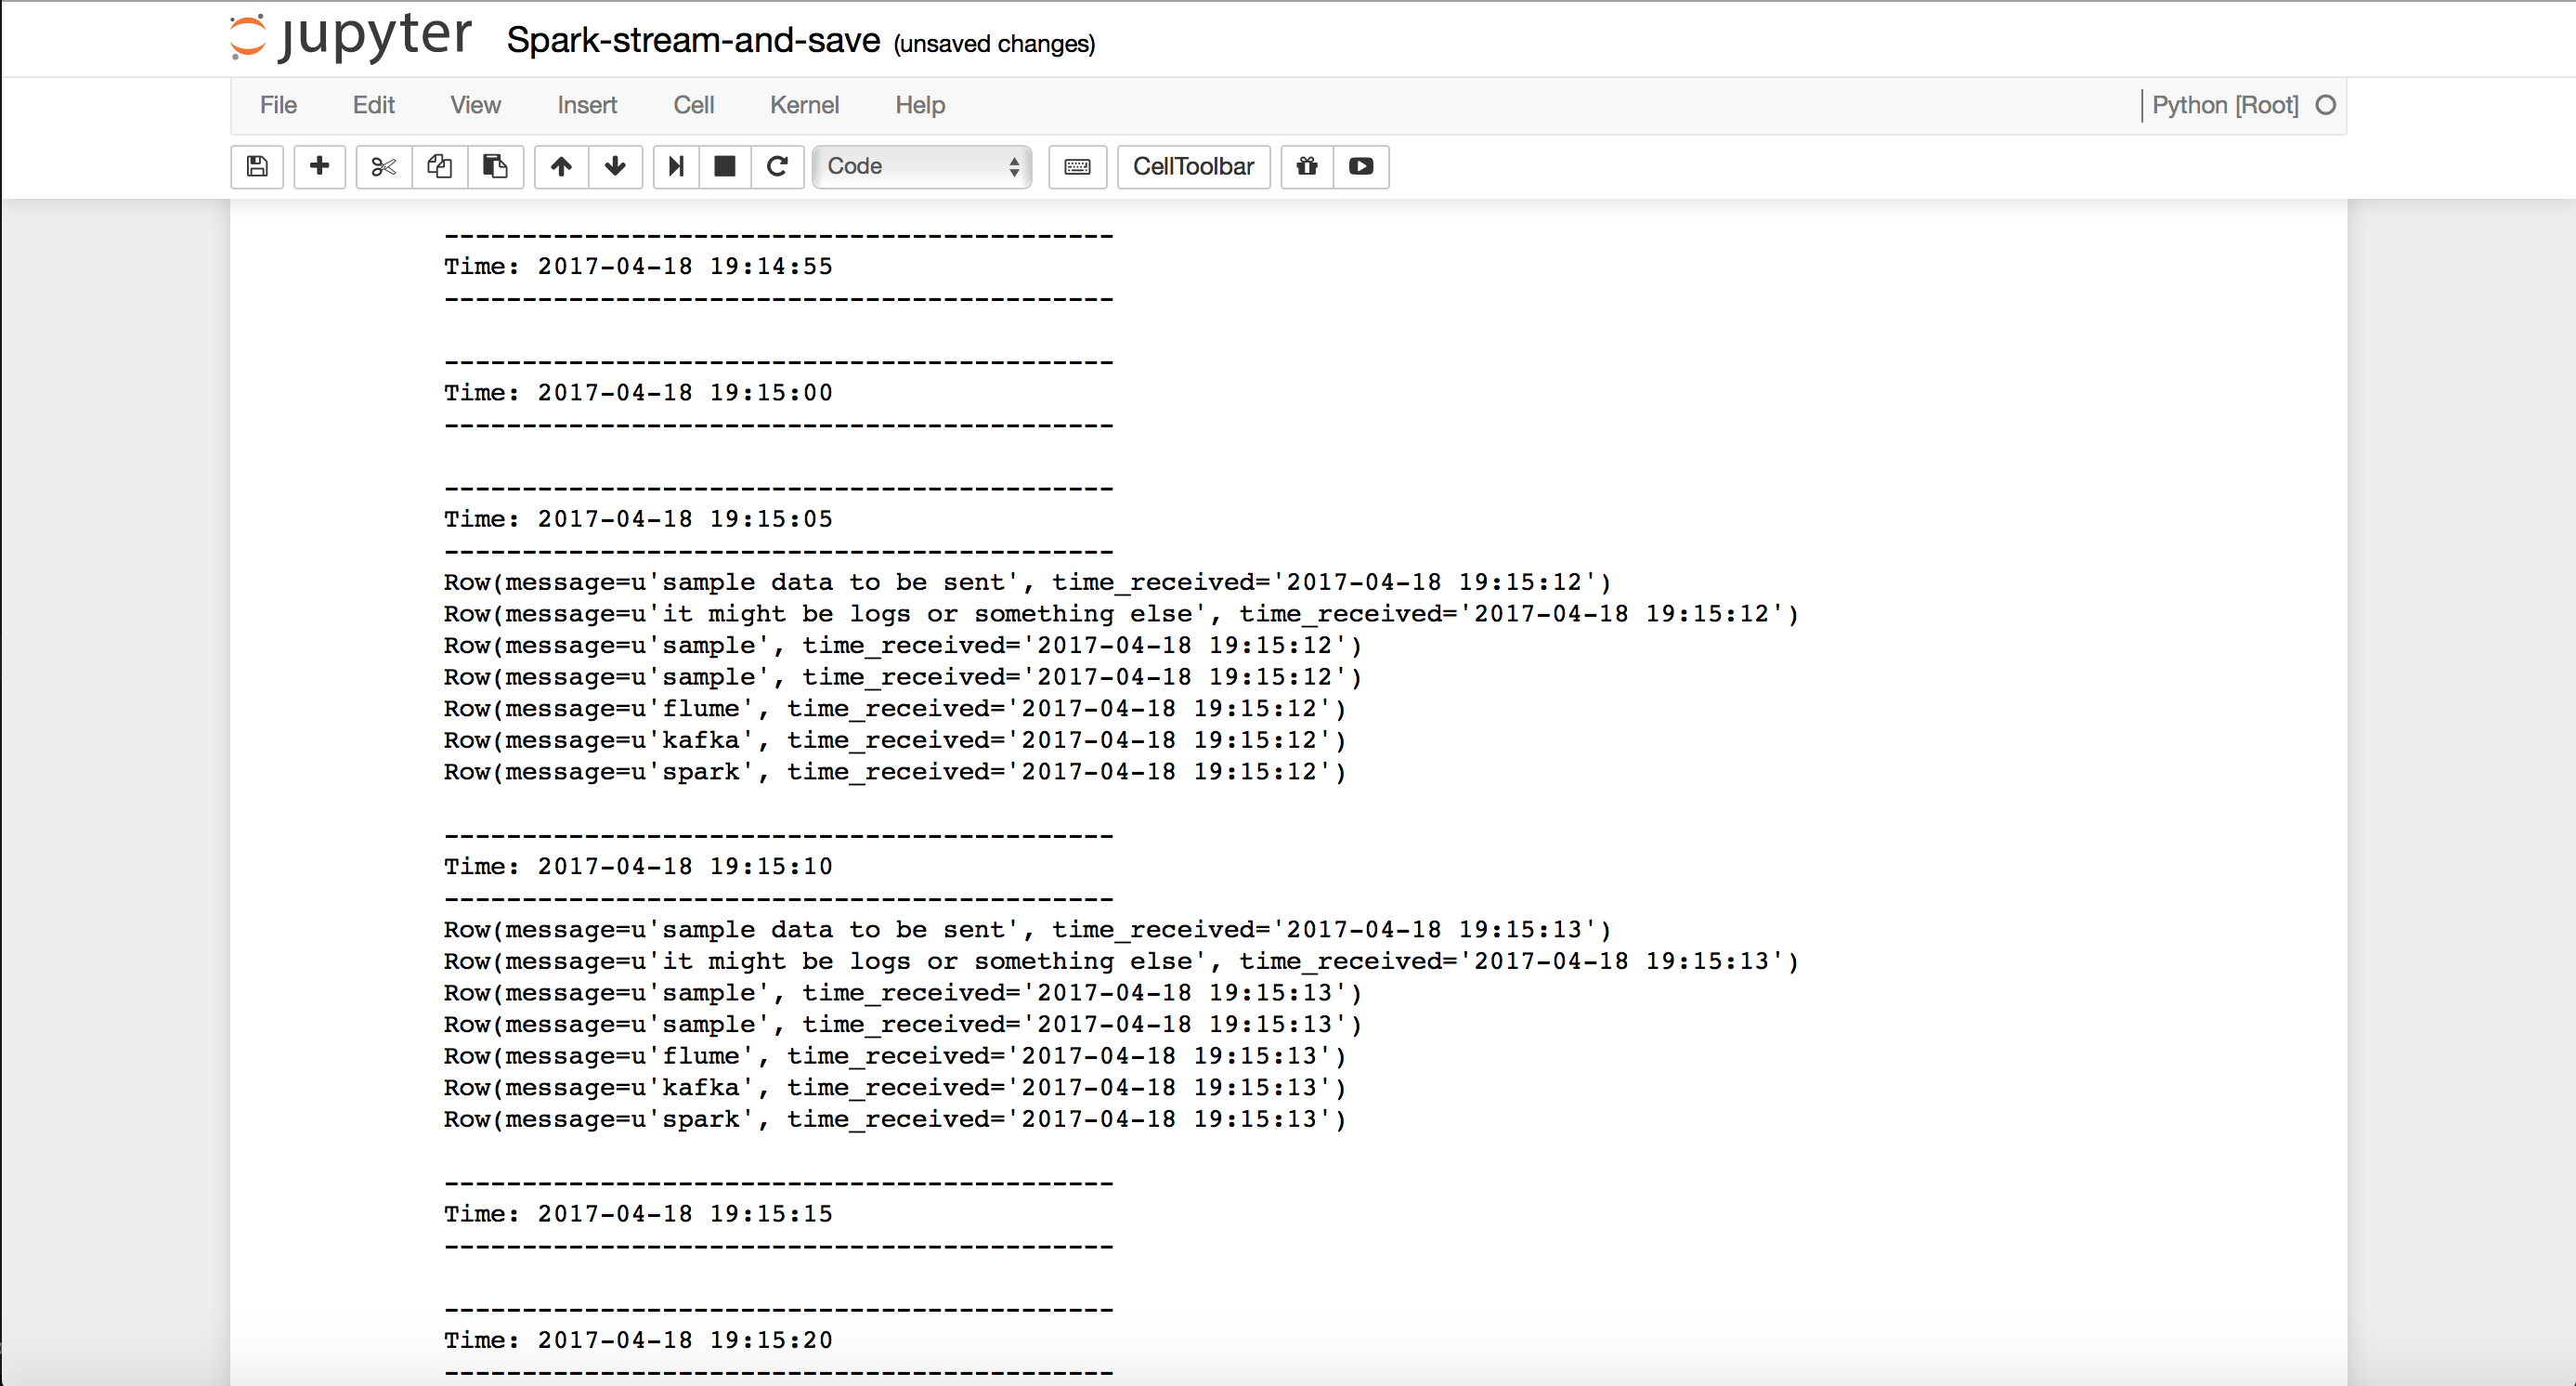 jupyter Spark-stream-and-save (unsaved changes)
File Edit View Insert Cell Kernel Help Python [Root]
Code CellToolbar
-------------------------------------------
Time: 2017-04-18 19:14:55
-------------------------------------------
-------------------------------------------
Time: 2017-04-18 19:15:00
-------------------------------------------
-------------------------------------------
Time: 2017-04-18 19:15:05
-------------------------------------------
Row(message=u'sample data to be sent', time_received='2017-04-18 19:15:12')
Row(message=u'it might be logs or something else', time_received='2017-04-18 19:15:12')
Row(message=u'sample', time_received='2017-04-18 19:15:12')
Row(message=u'sample', time_received='2017-04-18 19:15:12')
Row(message=u'flume', time_received='2017-04-18 19:15:12')
Row(message=u'kafka', time_received='2017-04-18 19:15:12')
Row(message=u'spark', time_received='2017-04-18 19:15:12')
-------------------------------------------
Time: 2017-04-18 19:15:10
-------------------------------------------
Row(message=u'sample data to be sent', time_received='2017-04-18 19:15:13')
Row(message=u'it might be logs or something else', time_received='2017-04-18 19:15:13')
Row(message=u'sample', time_received='2017-04-18 19:15:13')
Row(message=u'sample', time_received='2017-04-18 19:15:13')
Row(message=u'flume', time_received='2017-04-18 19:15:13')
Row(message=u'kafka', time_received='2017-04-18 19:15:13')
Row(message=u'spark', time_received='2017-04-18 19:15:13')
-------------------------------------------
Time: 2017-04-18 19:15:15
-------------------------------------------
-------------------------------------------
Time: 2017-04-18 19:15:20
-------------------------------------------